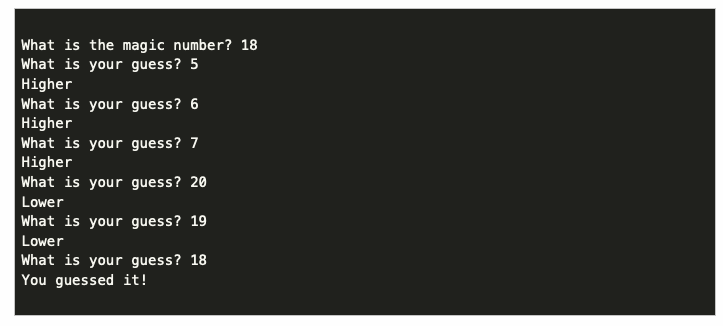 What is the magic number? 18
What is your guess? 5
Higher
What is your guess? 6
Higher
What is your guess? 7
Higher
What is your guess? 20
Lower
What is your guess? 19
Lower
What is your guess? 18
You guessed it!